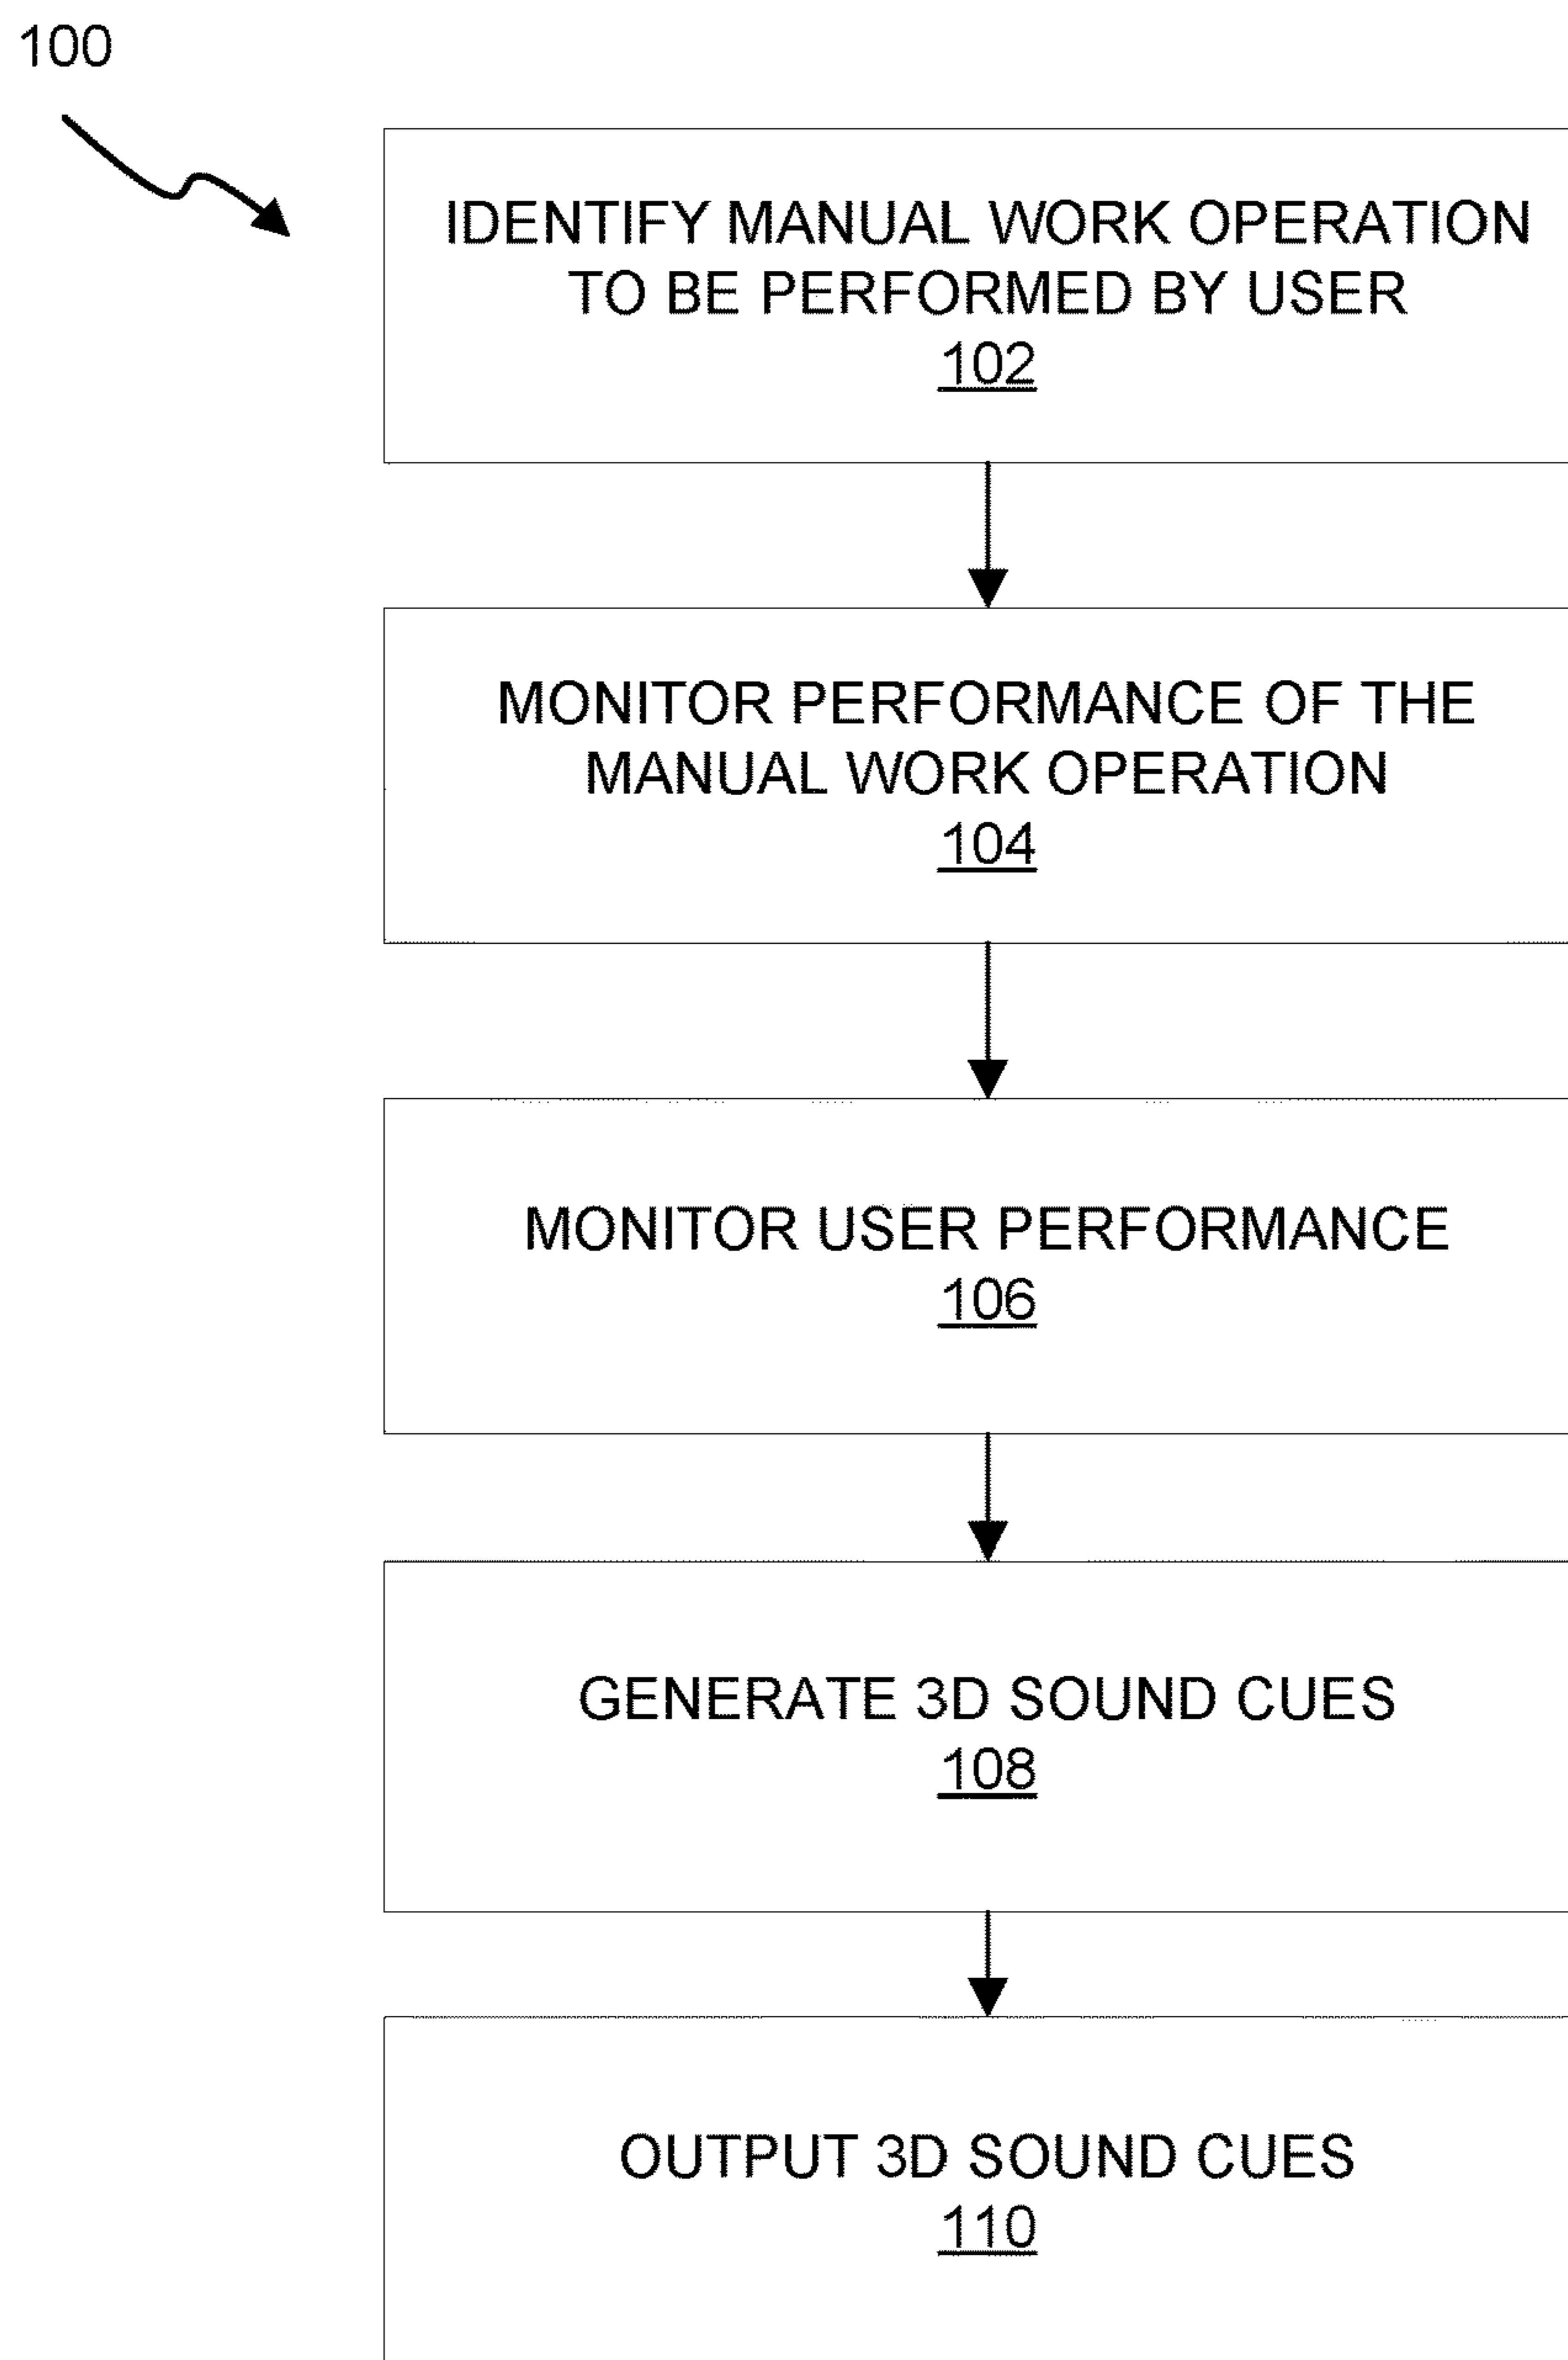 100
IDENTIFY MANUAL WORK OPERATION
TO BE PERFORMED BY USER
102
MONITOR PERFORMANCE OF THE
MANUAL WORK OPERATION
104
MONITOR USER PERFORMANCE
106
GENERATE 3D SOUND CUES
108
OUTPUT 3D SOUND CUES
110